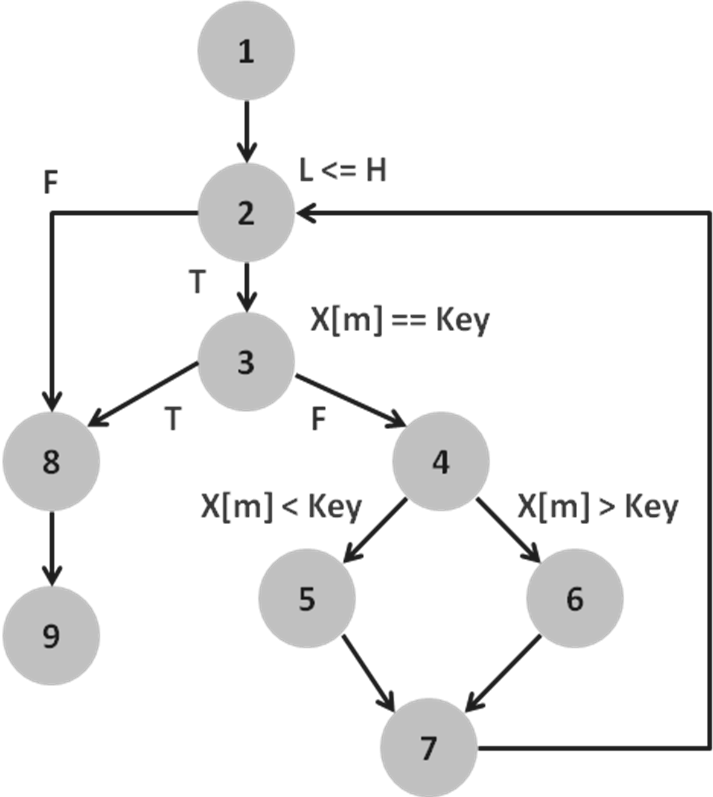 1
L <= H
F
2
T
X[m] == Key
3
T
F
8
4
X[m] < Key
X[m] > Key
5
6
9
7